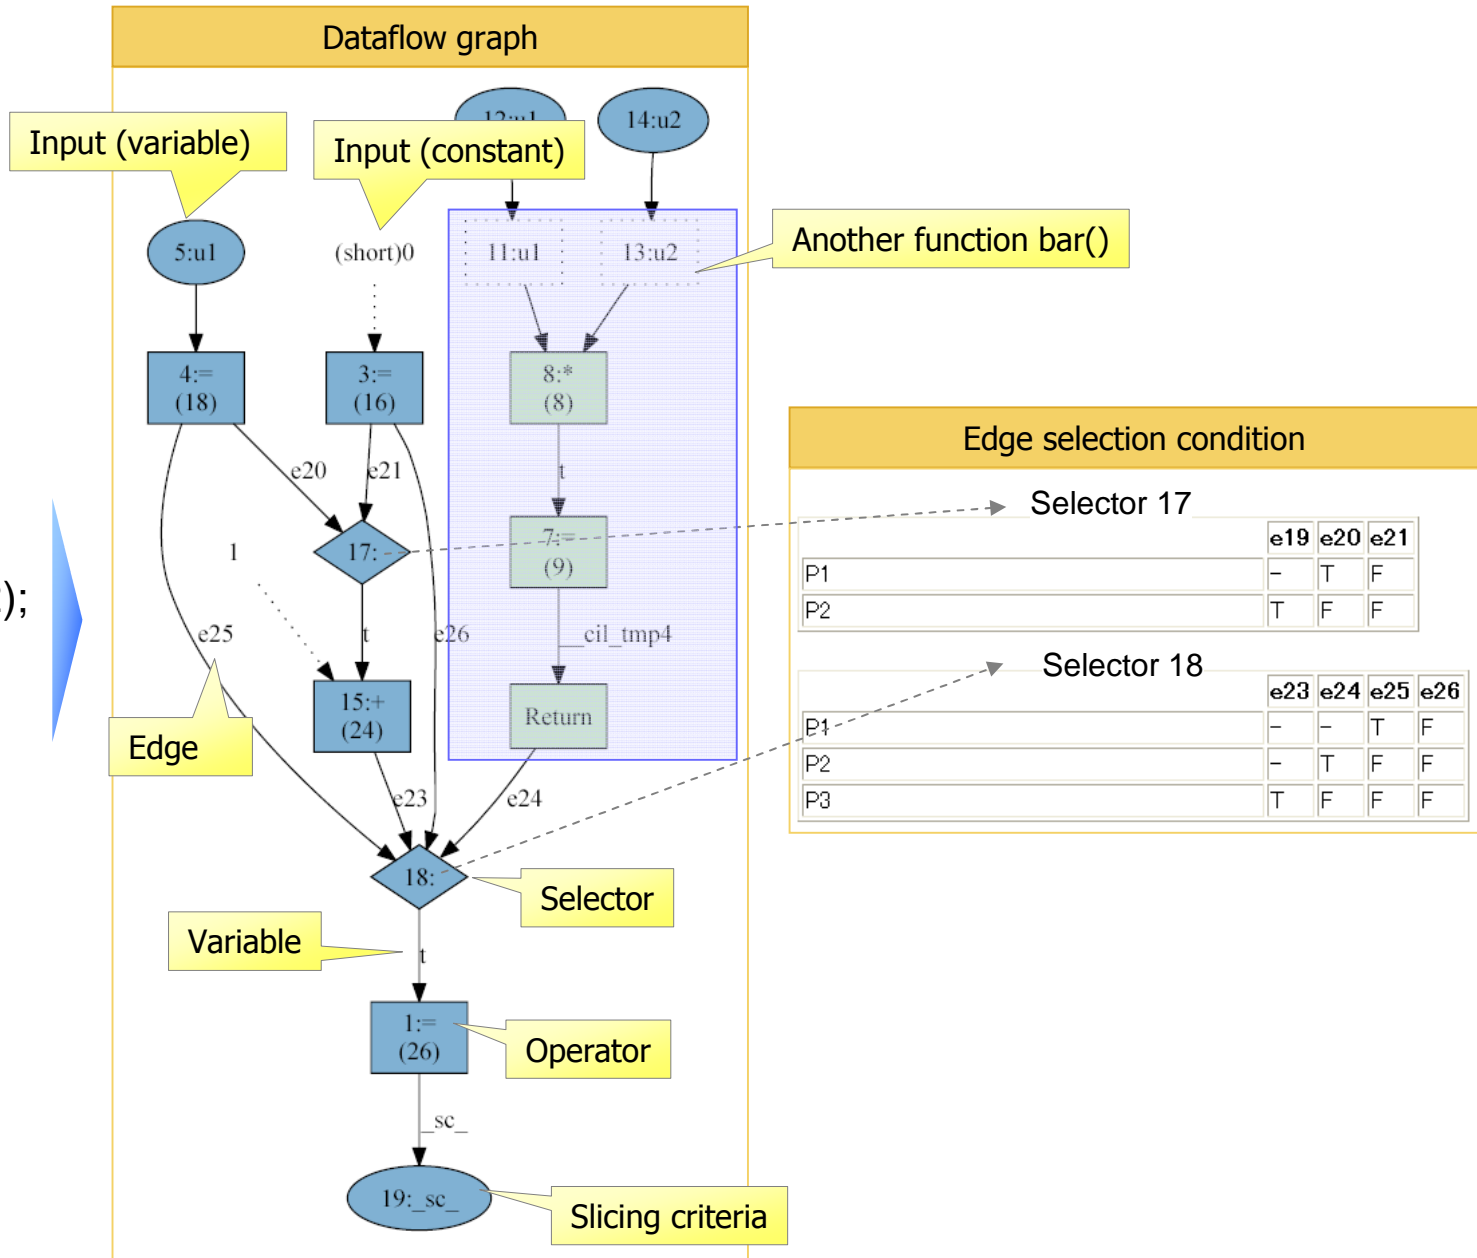 Dataflow graph
12:u1
14:u2
Input (variable)
Input (constant)
5:u1
(short)0
11:u1
13:u2
Another function bar()
4:=
(18)
3:=
(16)
8:*
(8)
e20
e21
t
Edge selection condition
Selector 17
e19 e20 e21
P1 - T F
P2 T F F
17:
1
7:=
(9)
);
e25
t
e26
__cil_tmp4
Selector 18
e23 e24 e25 e26
P1 - - T F
P2 - T F F
P3 T F F F
15:+
(24)
Return
Edge
e23
e24
18:
Selector
Variable
t
1:=
(26)
Operator
_sc_
19:_sc_
Slicing criteria